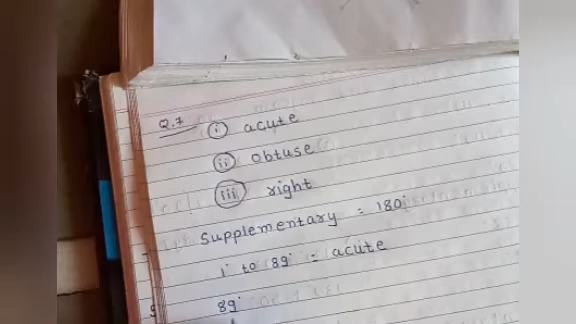 Q.7 (i) acute
(ii) obtuse
(iii) right
supplementary = 180°
1° to 89° = acute
89°